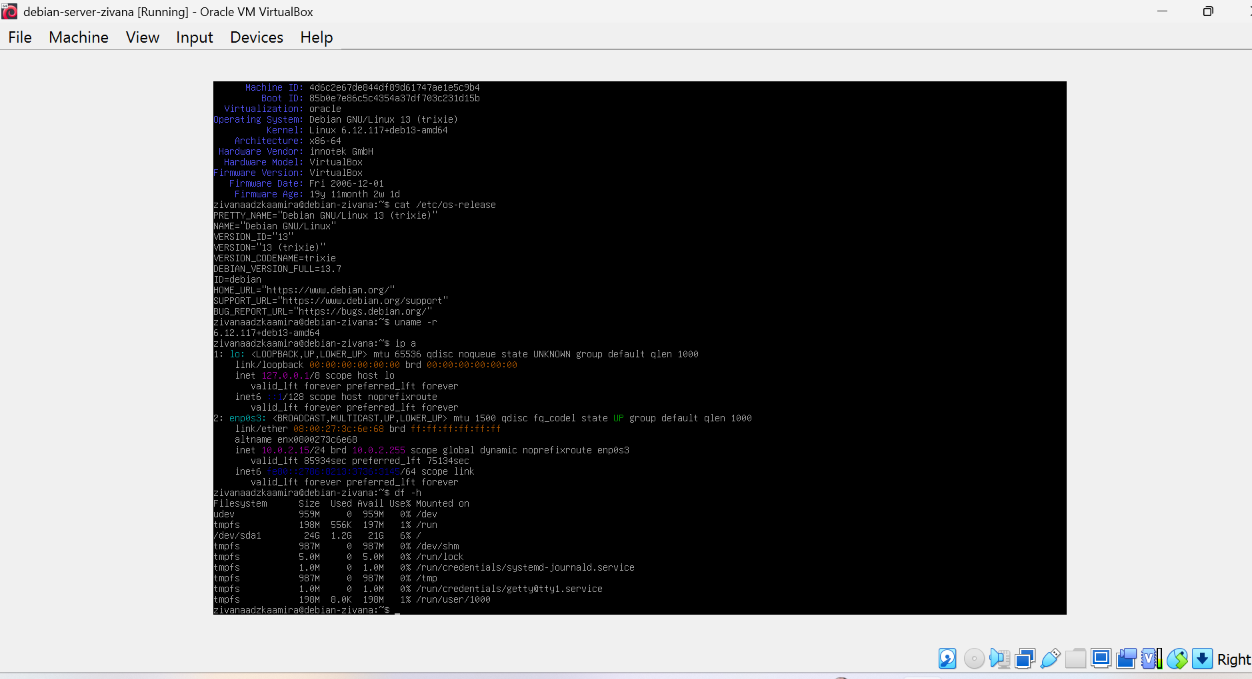 debian-server-zivana [Running] - Oracle VM VirtualBox
File Machine View Input Devices Help
Machine ID: 4d6c2e67de844df89d61747ae1e5c9b4
Boot ID: 85b0e7e86c5c4354a37df703c231d15b
Virtualization: oracle
Operating System: Debian GNU/Linux 13 (trixie)
Kernel: Linux 6.12.117+deb13-amd64
Architecture: x86-64
Hardware Vendor: innotek GmbH
Hardware Model: VirtualBox
Firmware Version: VirtualBox
Firmware Date: Fri 2006-12-01
Firmware Age: 19y 11month 2w 1d
zivanaadzkaamira@debian-zivana:~$ cat /etc/os-release
PRETTY_NAME="Debian GNU/Linux 13 (trixie)"
NAME="Debian GNU/Linux"
VERSION_ID="13"
VERSION="13 (trixie)"
VERSION_CODENAME=trixie
DEBIAN_VERSION_FULL=13.7
ID=debian
HOME_URL="https://www.debian.org/"
SUPPORT_URL="https://www.debian.org/support"
BUG_REPORT_URL="https://bugs.debian.org/"
zivanaadzkaamira@debian-zivana:~$ uname -r
6.12.117+deb13-amd64
zivanaadzkaamira@debian-zivana:~$ ip a
1: lo: <LOOPBACK,UP,LOWER_UP> mtu 65536 qdisc noqueue state UNKNOWN group default qlen 1000
link/loopback 00:00:00:00:00:00 brd 00:00:00:00:00:00
inet 127.0.0.1/8 scope host lo
valid_lft forever preferred_lft forever
inet6 ::1/128 scope host noprefixroute
valid_lft forever preferred_lft forever
2: enp0s3: <BROADCAST,MULTICAST,UP,LOWER_UP> mtu 1500 qdisc fq_codel state UP group default qlen 1000
link/ether 08:00:27:3c:6e:68 brd ff:ff:ff:ff:ff:ff
altname enx0800273c6e68
inet 10.0.2.15/24 brd 10.0.2.255 scope global dynamic noprefixroute enp0s3
valid_lft 85934sec preferred_lft 75134sec
inet6 /64 scope link
valid_lft forever preferred_lft forever
zivanaadzkaamira@debian-zivana:~$ df -h
Filesystem Size Used Avail Use% Mounted on
udev 959M 0 959M 0% /dev
tmpfs 198M 556K 197M 1% /run
/dev/sda1 24G 1.2G 21G 6% /
tmpfs 987M 0 987M 0% /dev/shm
tmpfs 5.0M 0 5.0M 0% /run/lock
tmpfs 1.0M 0 1.0M 0% /run/credentials/systemd-journald.service
tmpfs 987M 0 987M 0% /tmp
tmpfs 1.0M 0 1.0M 0% /run/credentials/getty@tty1.service
tmpfs 198M 8.0K 198M 1% /run/user/1000
zivanaadzkaamira@debian-zivana:~$ _
Right